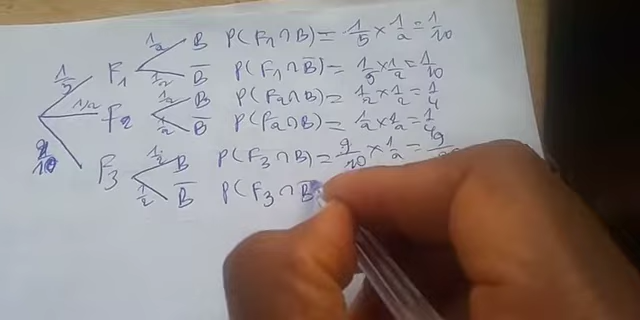 1/5 F1 1/2 B P(F1∩B) = 1/5 × 1/2 = 1/10
1/2 B̅ P(F1∩B̅) = 1/5 × 1/2 = 1/10
1/2 F2 1/2 B P(F2∩B) = 1/2 × 1/2 = 1/4
1/2 B̅ P(F2∩B̅) = 1/2 × 1/2 = 1/4
F3 1/2 B P(F3∩B) = 9/10 × 1/2 = 9/
1/2 B̅ P(F3∩B̅